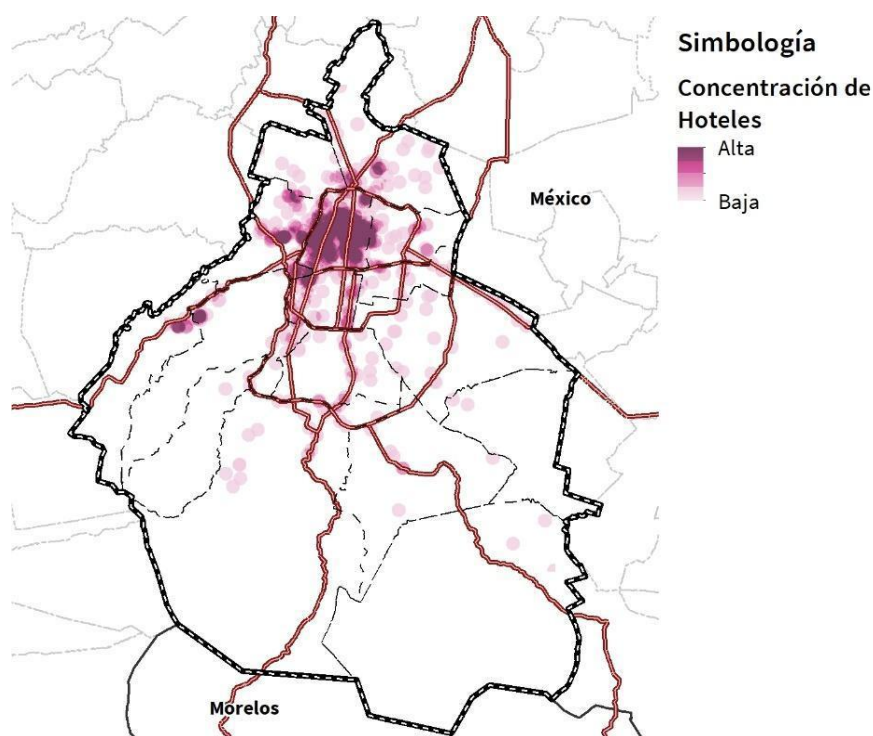 Simbología
Concentración de
Hoteles
Alta
Baja
México
Morelos